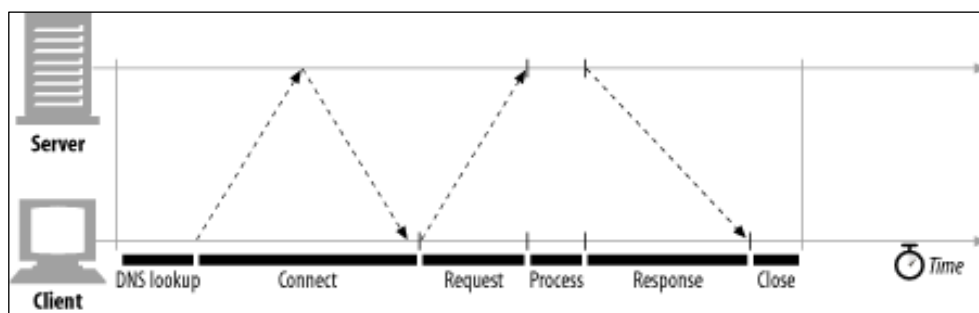 Server
DNS lookup Connect Request Process Response Close Time
Client